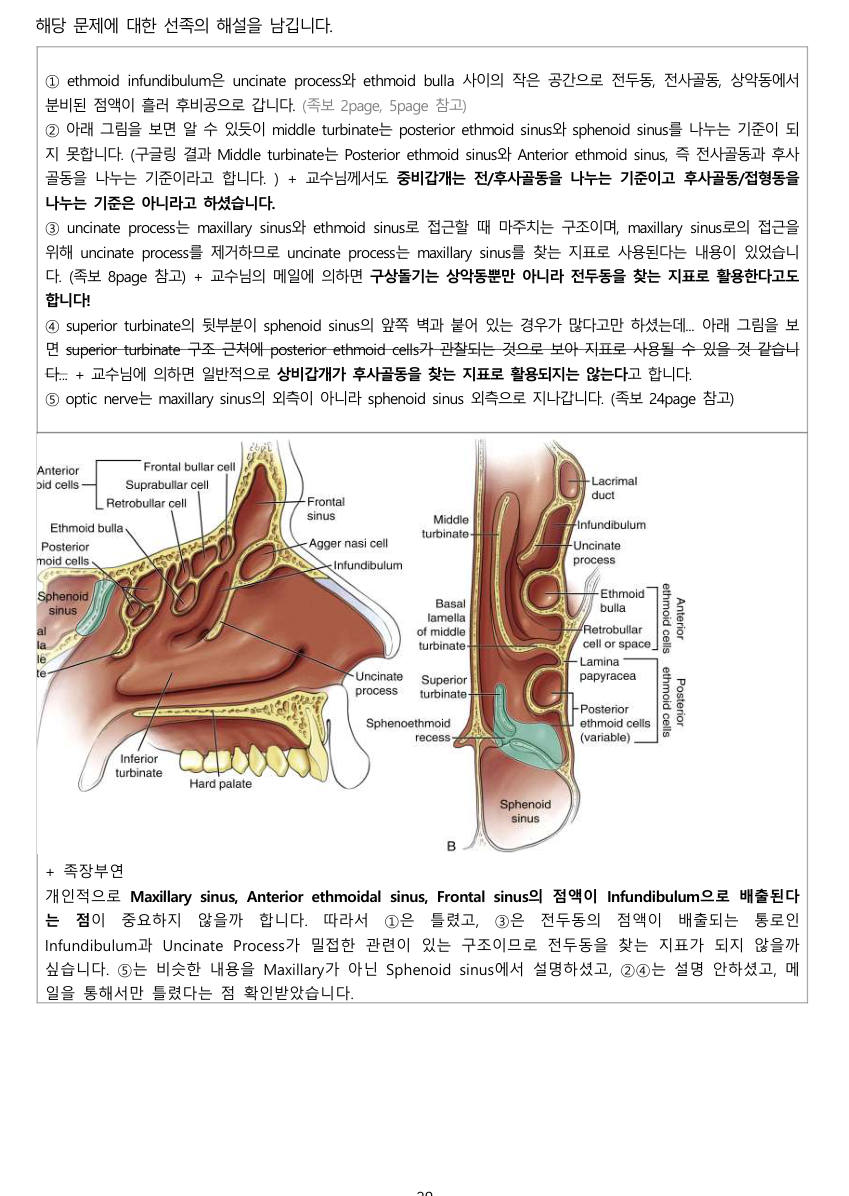 해당 문제에 대한 선족의 해설을 남깁니다.
① ethmoid infundibulum은 uncinate process와 ethmoid bulla 사이의 작은 공간으로 전두동, 전사골동, 상악동에서
분비된 점액이 흘러 후비공으로 갑니다. (족보 2page, 5page 참고)
② 아래 그림을 보면 알 수 있듯이 middle turbinate는 posterior ethmoid sinus와 sphenoid sinus를 나누는 기준이 되
지 못합니다. (구글링 결과 Middle turbinate는 Posterior ethmoid sinus와 Anterior ethmoid sinus, 즉 전사골동과 후사
골동을 나누는 기준이라고 합니다. ) + 교수님께서도 중비갑개는 전/후사골동을 나누는 기준이고 후사골동/접형동을
나누는 기준은 아니라고 하셨습니다.
③ uncinate process는 maxillary sinus와 ethmoid sinus로 접근할 때 마주치는 구조이며, maxillary sinus로의 접근을
위해 uncinate process를 제거하므로 uncinate process는 maxillary sinus를 찾는 지표로 사용된다는 내용이 있었습니
다. (족보 8page 참고) + 교수님의 메일에 의하면 구상돌기는 상악동뿐만 아니라 전두동을 찾는 지표로 활용한다고도
합니다!
④ superior turbinate의 뒷부분이 sphenoid sinus의 앞쪽 벽과 붙어 있는 경우가 많다고만 하셨는데... 아래 그림을 보
면 superior turbinate 구조 근처에 posterior ethmoid cells가 관찰되는 것으로 보아 지표로 사용될 수 있을 것 같습니
다... + 교수님에 의하면 일반적으로 상비갑개가 후사골동을 찾는 지표로 활용되지는 않는다고 합니다.
⑤ optic nerve는 maxillary sinus의 외측이 아니라 sphenoid sinus 외측으로 지나갑니다. (족보 24page 참고)
Anterior
oid cells
Frontal bullar cell
Suprabullar cell
Retrobullar cell
Ethmoid bulla
Posterior
moid cells
Sphenoid
sinus
al
la
le
te
Frontal
sinus
Agger nasi cell
Infundibulum
Uncinate
process
Inferior
turbinate
Hard palate
Middle
turbinate
Basal
lamella
of middle
turbinate
Superior
turbinate
Sphenoethmoid
recess
Lacrimal
duct
Infundibulum
Uncinate
process
Ethmoid
bulla
Retrobullar
cell or space
Lamina
papyracea
Posterior
ethmoid cells
(variable)
Anterior
ethmoid cells
Posterior
ethmoid cells
Sphenoid
sinus
B
+ 족장부연
개인적으로 Maxillary sinus, Anterior ethmoidal sinus, Frontal sinus의 점액이 Infundibulum으로 배출된다
는 점이 중요하지 않을까 합니다. 따라서 ①은 틀렸고, ③은 전두동의 점액이 배출되는 통로인
Infundibulum과 Uncinate Process가 밀접한 관련이 있는 구조이므로 전두동을 찾는 지표가 되지 않을까
싶습니다. ⑤는 비슷한 내용을 Maxillary가 아닌 Sphenoid sinus에서 설명하셨고, ②④는 설명 안하셨고, 메
일을 통해서만 틀렸다는 점 확인받았습니다.